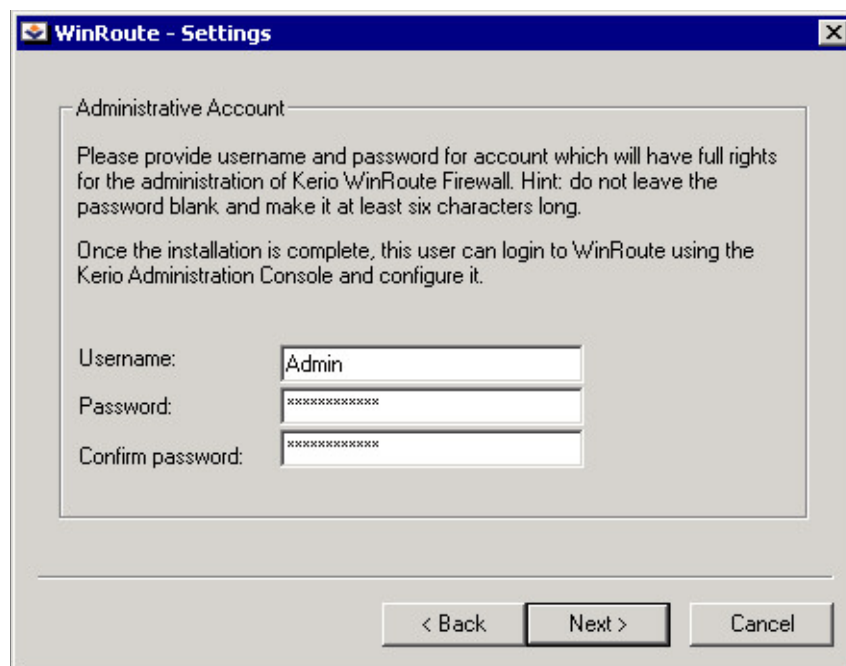 WinRoute - Settings
Administrative Account
Please provide username and password for account which will have full rights
for the administration of Kerio WinRoute Firewall. Hint: do not leave the
password blank and make it at least six characters long.
Once the installation is complete, this user can login to WinRoute using the
Kerio Administration Console and configure it.
Username: Admin
Password: ************
Confirm password: ************
< Back Next > Cancel